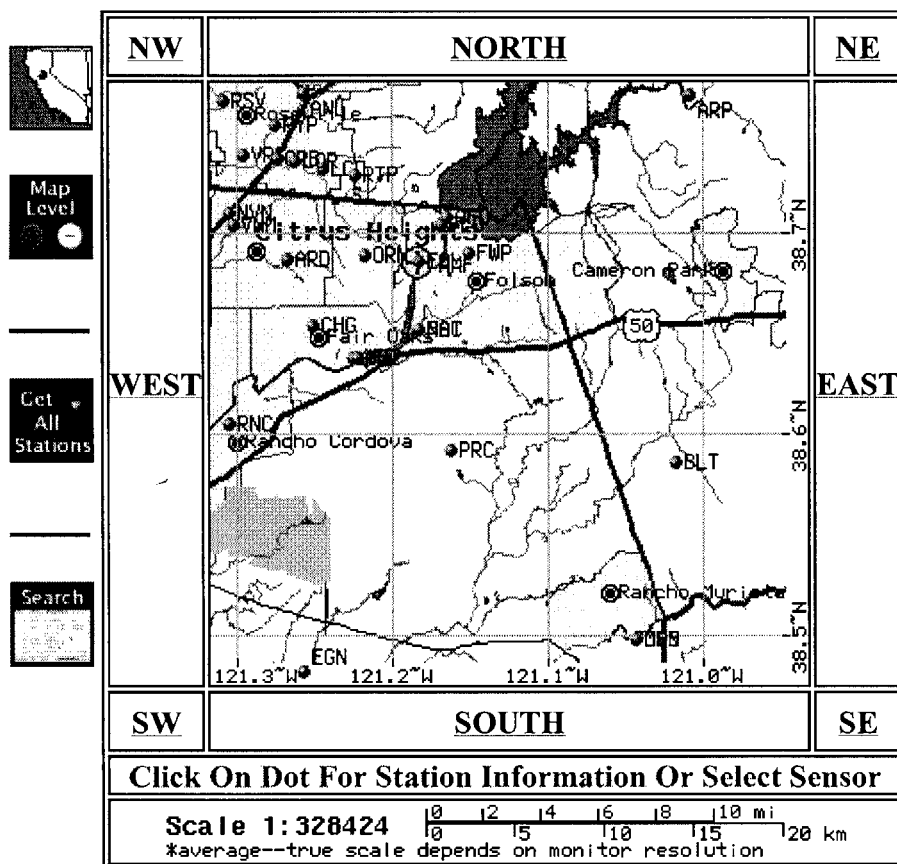 NW
NORTH
NE
Map
Level
Get
All
Stations
Search
WEST
EAST
RSV
ARP
RTP
ARD
ORN
FWP
Citrus Heights
Folsom
Cameron Park
38.7~N
CHG
Fair Oaks
50
RNC
Rancho Cordova
PRC
BLT
38.6~N
Rancho Murieta
38.5~N
EGN
121.3~W
121.2~W
121.1~W
121.0~W
SW
SOUTH
SE
Click On Dot For Station Information Or Select Sensor
0 2 4 6 8 10 mi
Scale 1:328424
0 5 10 15 20 km
*average--true scale depends on monitor resolution